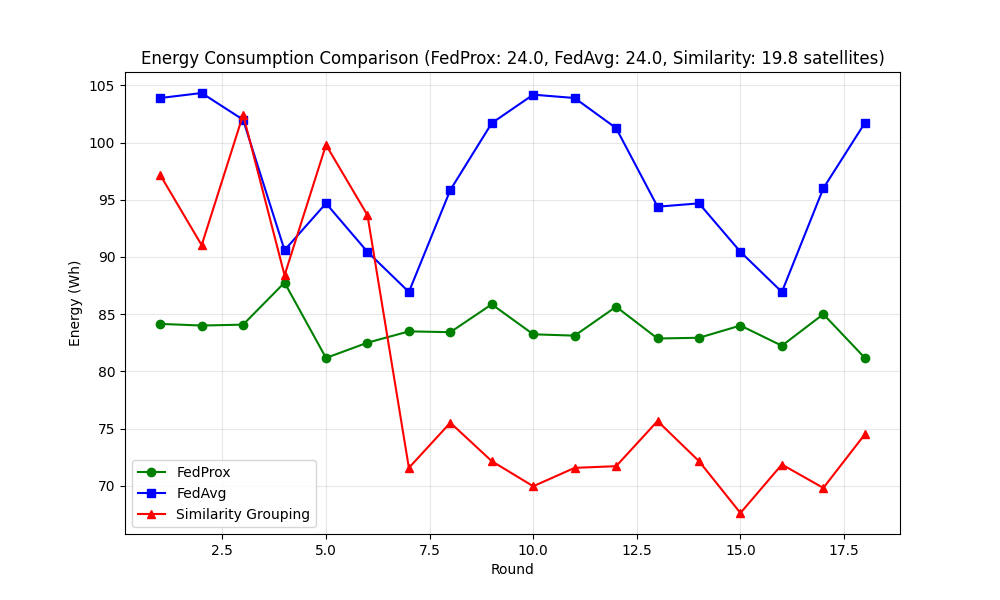 Energy Consumption Comparison (FedProx: 24.0, FedAvg: 24.0, Similarity: 19.8 satellites)
Energy (Wh)
105
100
95
90
85
80
75
70
FedProx
FedAvg
Similarity Grouping
2.5 5.0 7.5 10.0 12.5 15.0 17.5
Round